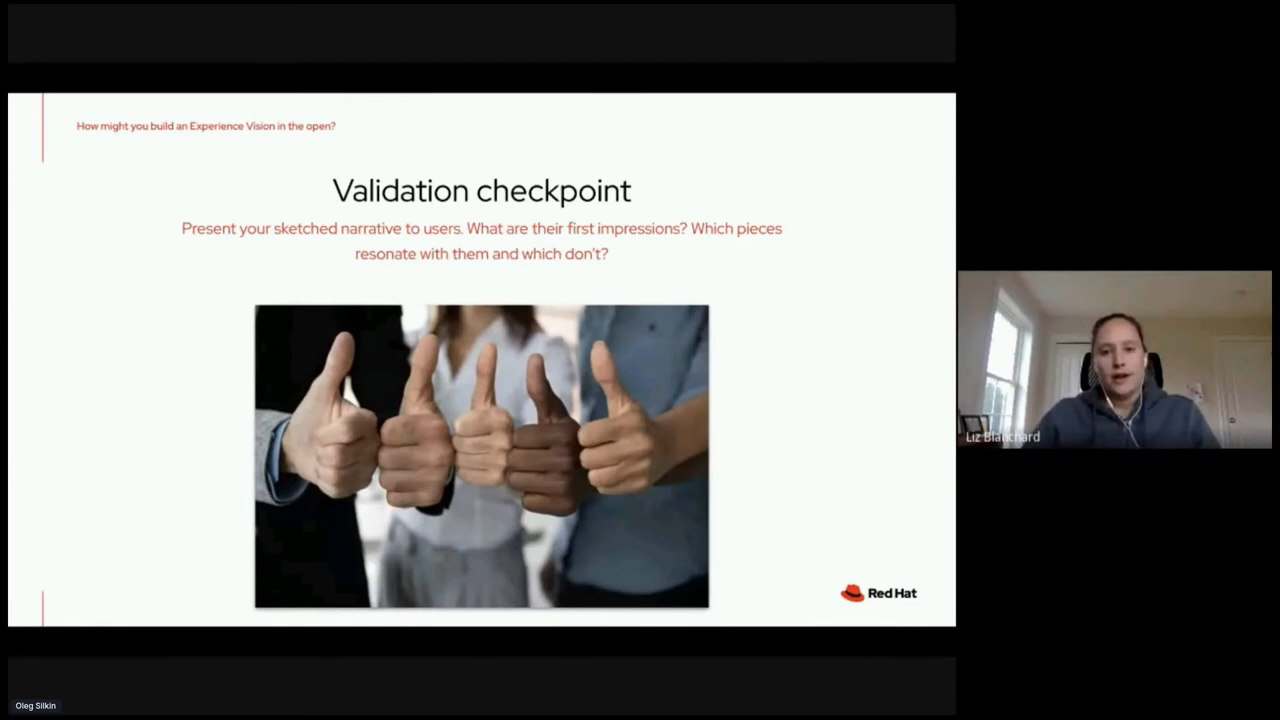 How might you build an Experience Vision in the open?
Validation checkpoint
Present your sketched narrative to users. What are their first impressions? Which pieces
resonate with them and which don't?
Red Hat
Liz Blanchard
Oleg Silkin